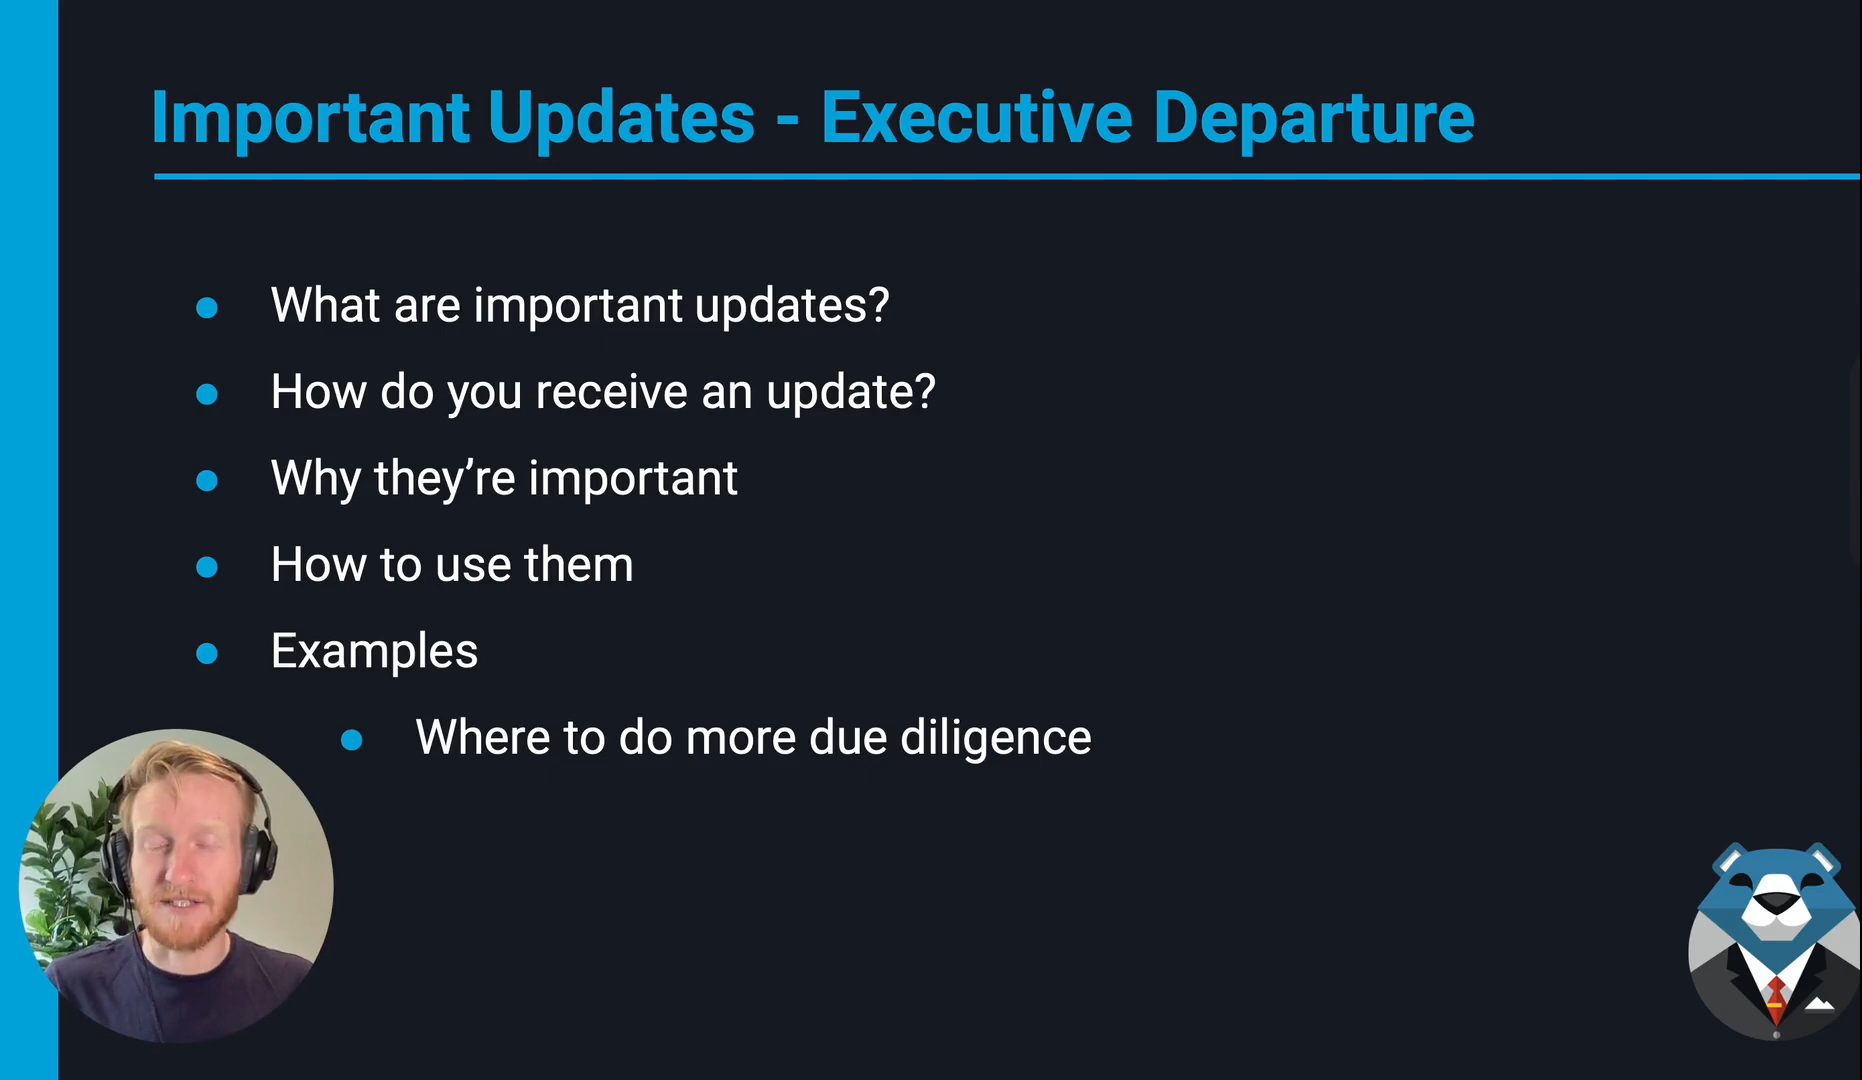 Important Updates - Executive Departure
What are important updates?
How do you receive an update?
Why they’re important
How to use them
Examples
Where to do more due diligence